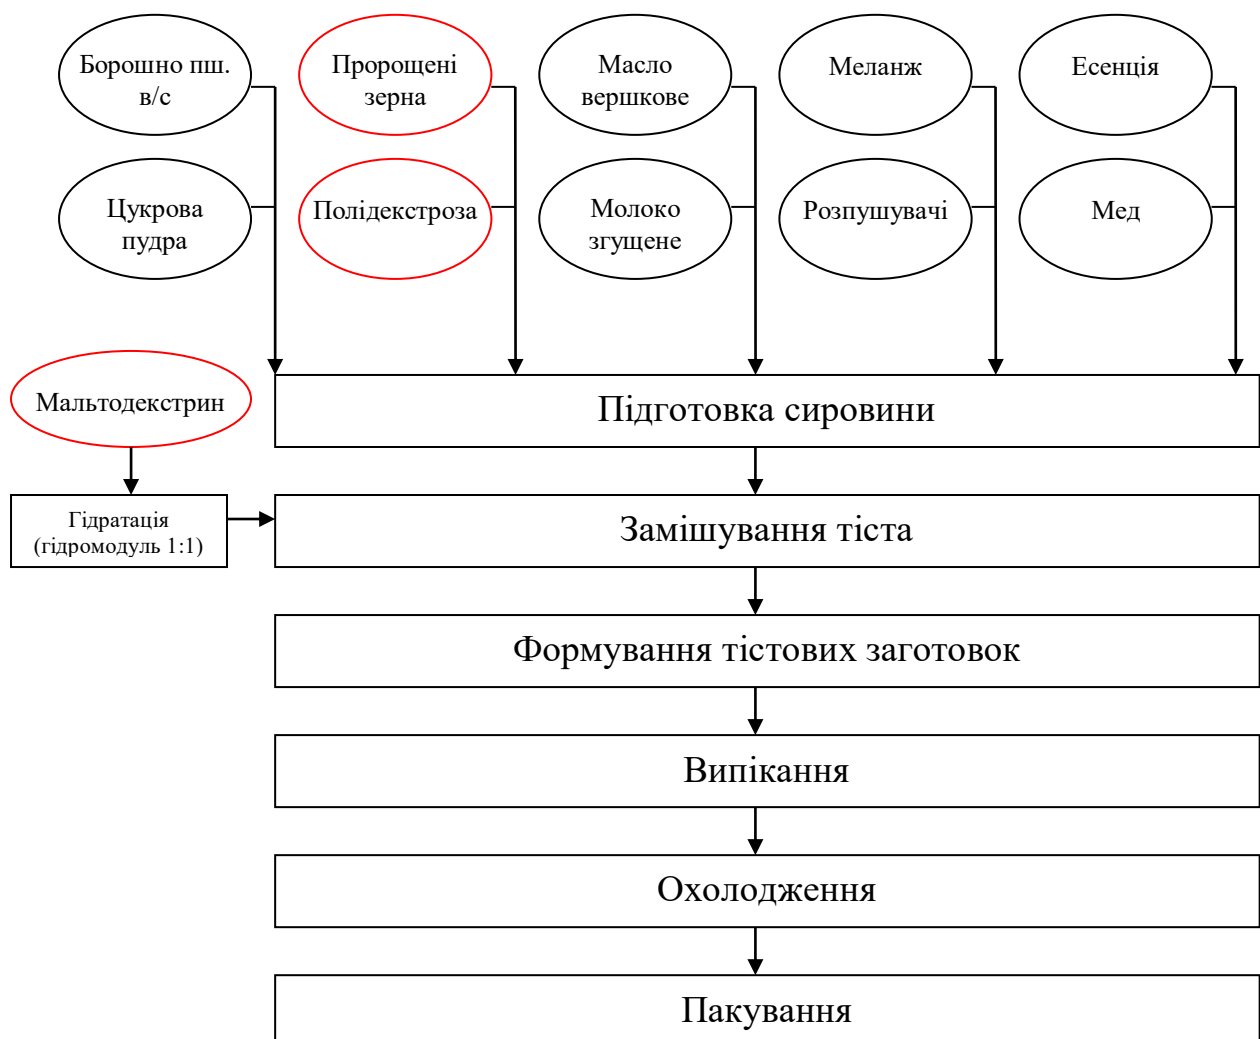 Борошно пш.
в/с
Пророщені
зерна
Масло
вершкове
Меланж
Есенція
Цукрова
пудра
Полідекстроза
Молоко
згущене
Розпушувачі
Мед
Мальтодекстрин
Підготовка сировини
Гідратація
(гідромодуль 1:1)
Замішування тіста
Формування тістових заготовок
Випікання
Охолодження
Пакування